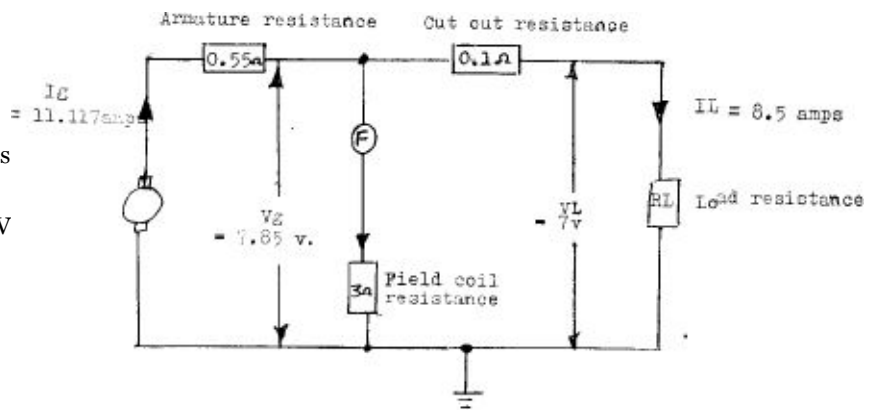 Armature resistance
Cut out resistance
0.55Ω
0.1Ω
Ig
= 11.117amps
IL = 8.5 amps
s
F
RL
Load resistance
V
Vg
= 7.85 v.
VL
= 7v
3Ω
Field coil
resistance